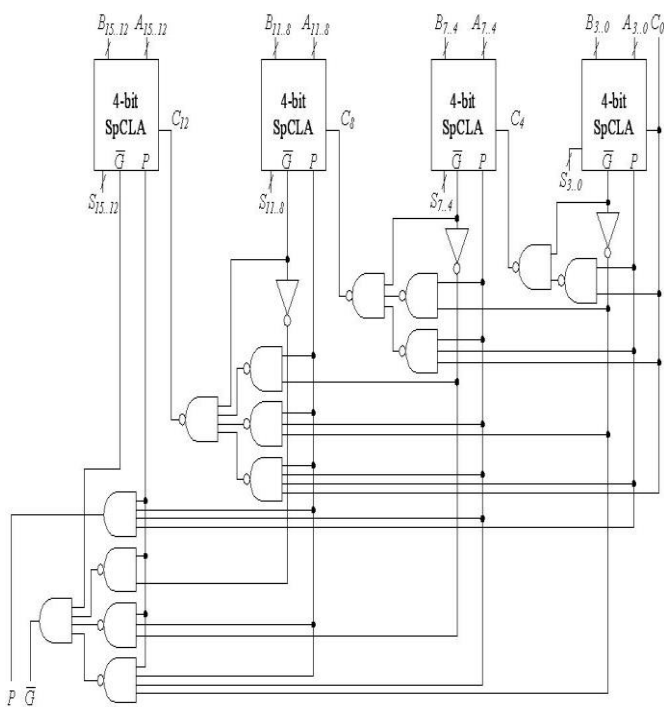 B15..12 A15..12 B11..8 A11..8 B7..4 A7..4 B3..0 A3..0 C0
4-bit SpCLA
C12
4-bit SpCLA
C8
4-bit SpCLA
C4
4-bit SpCLA
G̅ P
G̅ P
G̅ P
G̅ P
S15..12
S11..8
S7..4
S3..0
P G̅